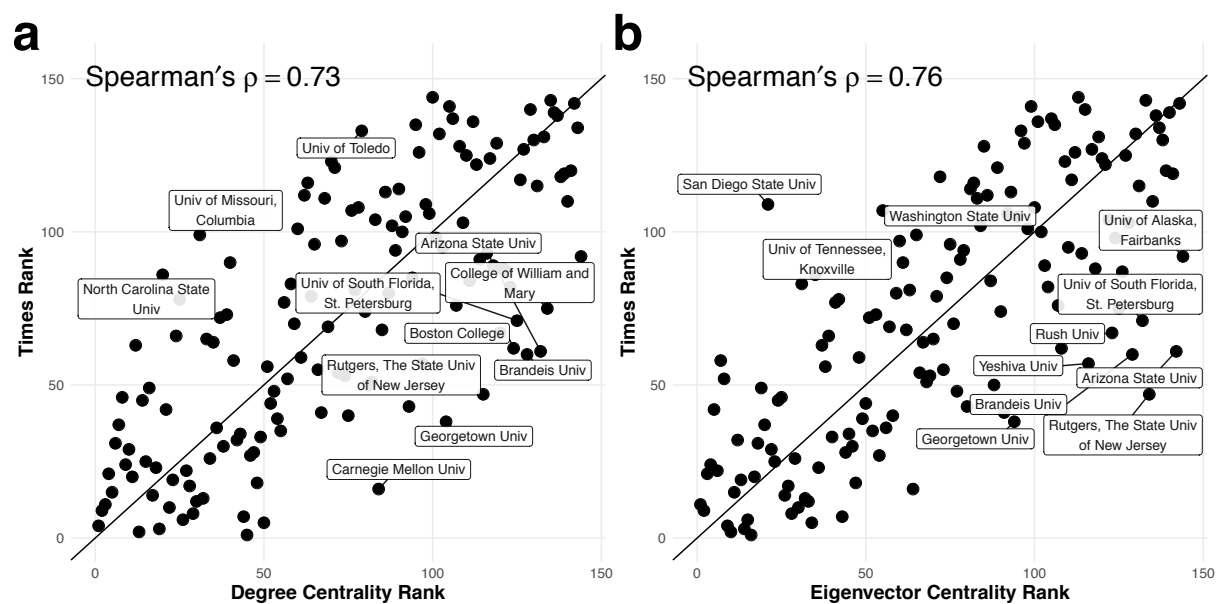 a
Spearman's ρ = 0.73
150
100
50
0
Times Rank
Univ of Toledo
Univ of Missouri,
Columbia
Arizona State Univ
North Carolina State
Univ
Univ of South Florida,
St. Petersburg
College of William and
Mary
Boston College
Brandeis Univ
Rutgers, The State Univ
of New Jersey
Georgetown Univ
Carnegie Mellon Univ
0
50
100
150
Degree Centrality Rank
b
Spearman's ρ = 0.76
150
100
50
0
Times Rank
San Diego State Univ
Washington State Univ
Univ of Alaska,
Fairbanks
Univ of Tennessee,
Knoxville
Univ of South Florida,
St. Petersburg
Rush Univ
Yeshiva Univ
Arizona State Univ
Brandeis Univ
Rutgers, The State Univ
of New Jersey
Georgetown Univ
0
50
100
150
Eigenvector Centrality Rank